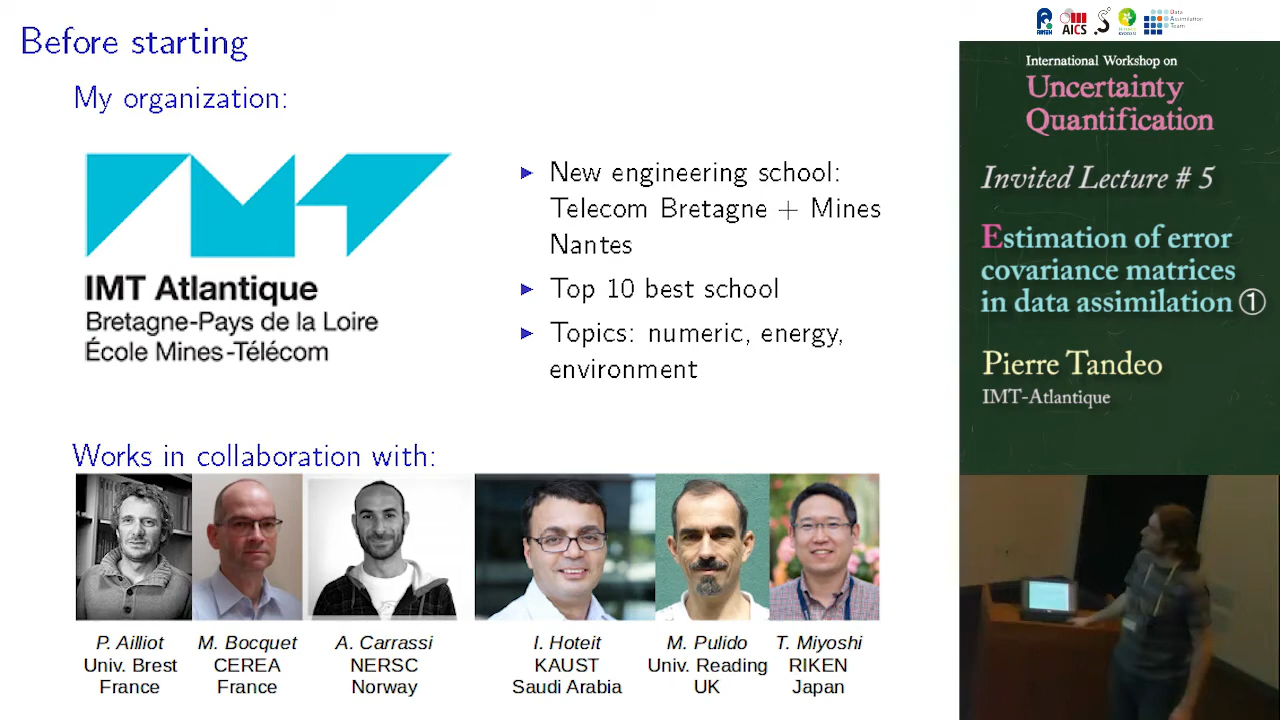 Before starting
My organization:
IMT Atlantique
Bretagne-Pays de la Loire
École Mines-Télécom
▶ New engineering school:
Telecom Bretagne + Mines
Nantes
▶ Top 10 best school
▶ Topics: numeric, energy,
environment
Works in collaboration with:
P. Ailliot
Univ. Brest
France
M. Bocquet
CEREA
France
A. Carrassi
NERSC
Norway
I. Hoteit
KAUST
Saudi Arabia
M. Pulido
Univ. Reading
UK
T. Miyoshi
RIKEN
Japan
RIKEN
AICS
Data
Assimilation
Team
International Workshop on
Uncertainty
Quantification
Invited Lecture # 5
Estimation of error
covariance matrices
in data assimilation ①
Pierre Tandeo
IMT-Atlantique